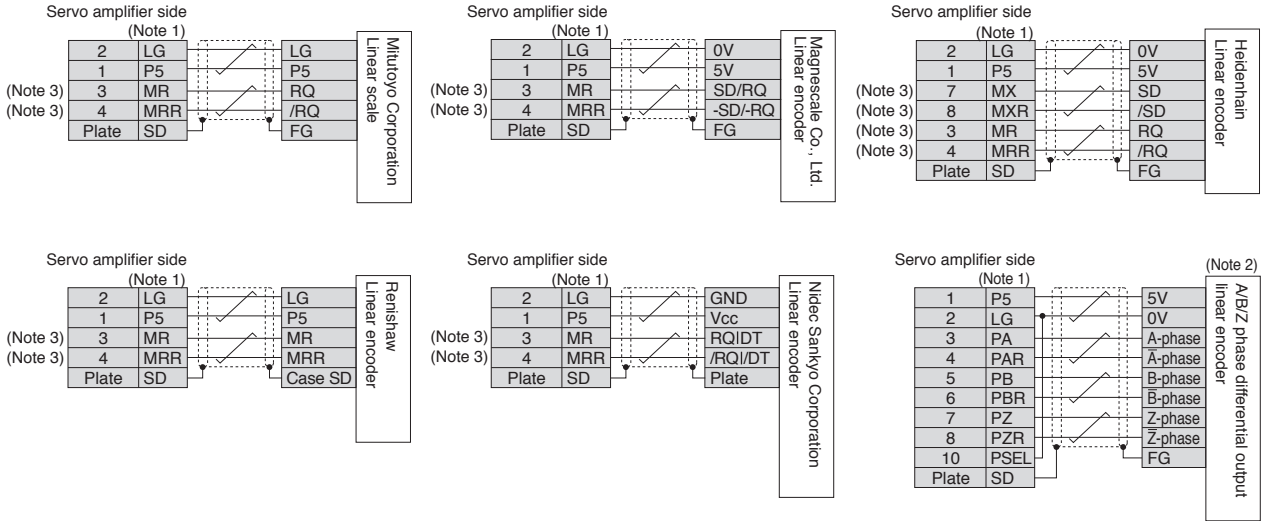 Servo amplifier side
(Note 1)
2 LG LG
1 P5 P5
(Note 3) 3 MR RQ
(Note 3) 4 MRR /RQ
Plate SD FG
Mitutoyo Corporation
Linear scale
Servo amplifier side
(Note 1)
2 LG 0V
1 P5 5V
(Note 3) 3 MR SD/RQ
(Note 3) 4 MRR -SD/-RQ
Plate SD FG
Magnescale Co., Ltd.
Linear encoder
Servo amplifier side
(Note 1)
2 LG 0V
1 P5 5V
(Note 3) 7 MX SD
(Note 3) 8 MXR /SD
(Note 3) 3 MR RQ
(Note 3) 4 MRR /RQ
Plate SD FG
Heidenhain
Linear encoder
Servo amplifier side
(Note 1)
2 LG LG
1 P5 P5
(Note 3) 3 MR MR
(Note 3) 4 MRR MRR
Plate SD Case SD
Renishaw
Linear encoder
Servo amplifier side
(Note 1)
2 LG GND
1 P5 Vcc
(Note 3) 3 MR RQIDT
(Note 3) 4 MRR /RQI/DT
Plate SD Plate
Nidec Sankyo Corporation
Linear encoder
Servo amplifier side
(Note 1)
(Note 2)
1 P5 5V
2 LG 0V
3 PA A-phase
4 PAR A̅-phase
5 PB B-phase
6 PBR B̅-phase
7 PZ Z-phase
8 PZR Z̅-phase
10 PSEL FG
Plate SD
A/B/Z phase differential output
linear encoder